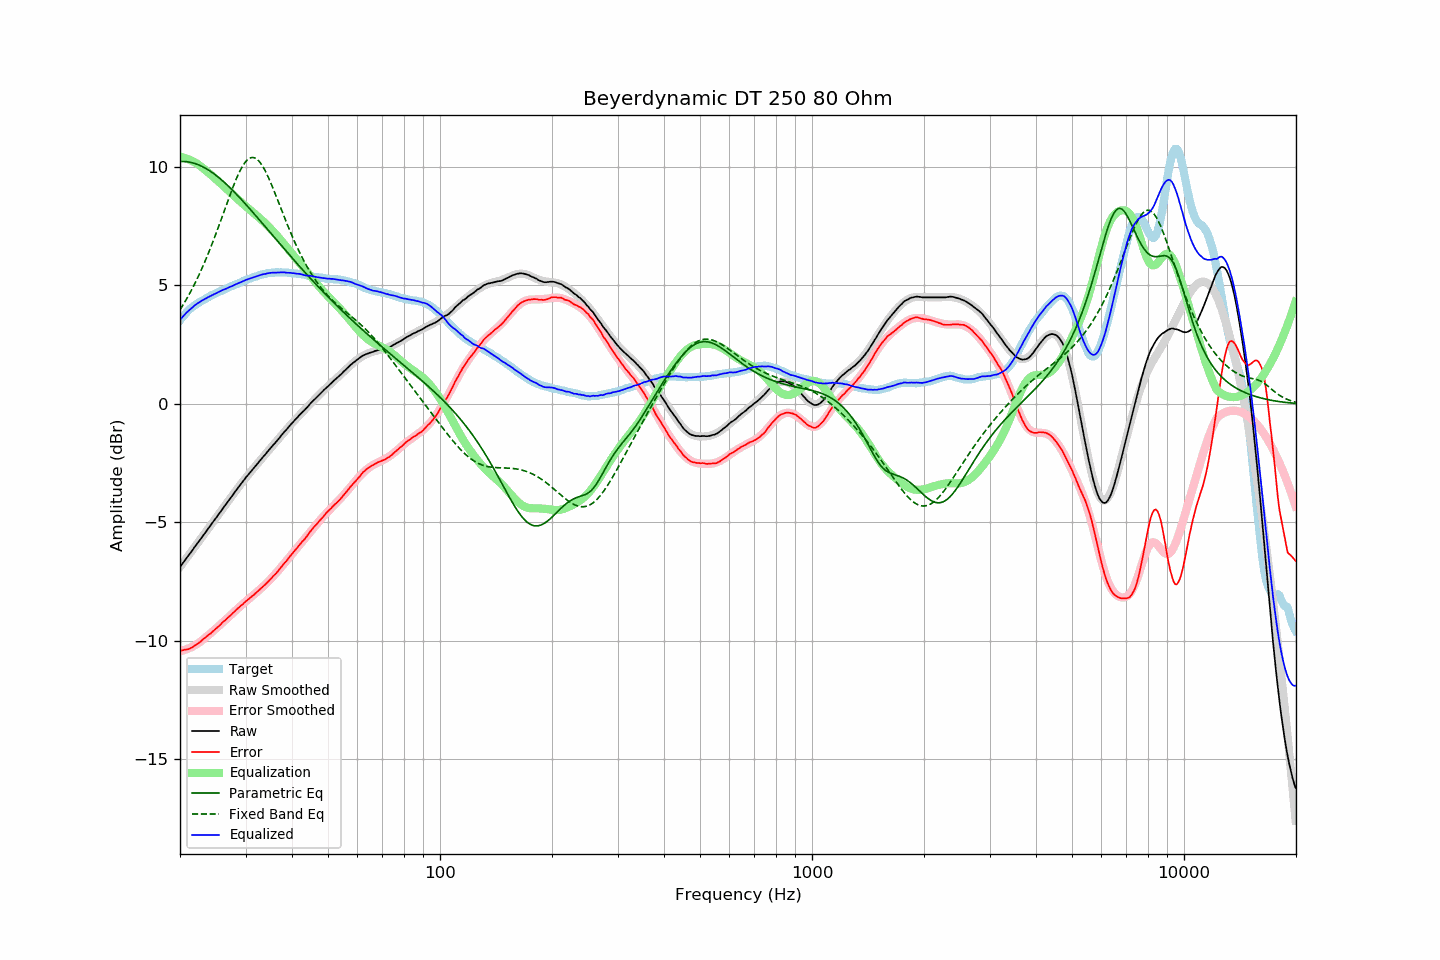 Beyerdynamic DT 250 80 Ohm
Amplitude (dBr)
10
5
0
−5
−10
−15
Target
Raw Smoothed
Error Smoothed
Raw
Error
Equalization
Parametric Eq
Fixed Band Eq
Equalized
100
1000
10000
Frequency (Hz)